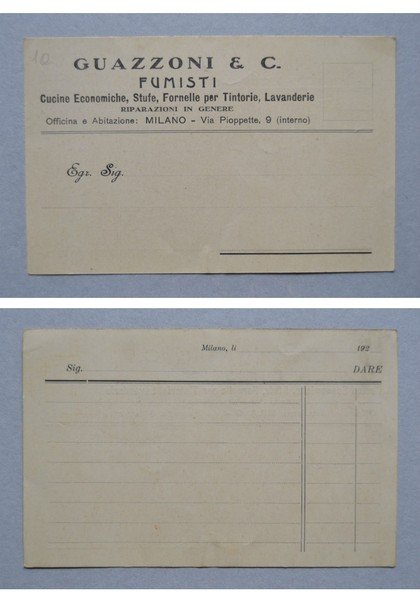 10
GUAZZONI & C.
FUMISTI
Cucine Economiche, Stufe, Fornelle per Tintorie, Lavanderie
RIPARAZIONI IN GENERE
Officina e Abitazione: MILANO - Via Pioppette, 9 (interno)
Egr. Sig.
Milano, li 192
Sig. DARE